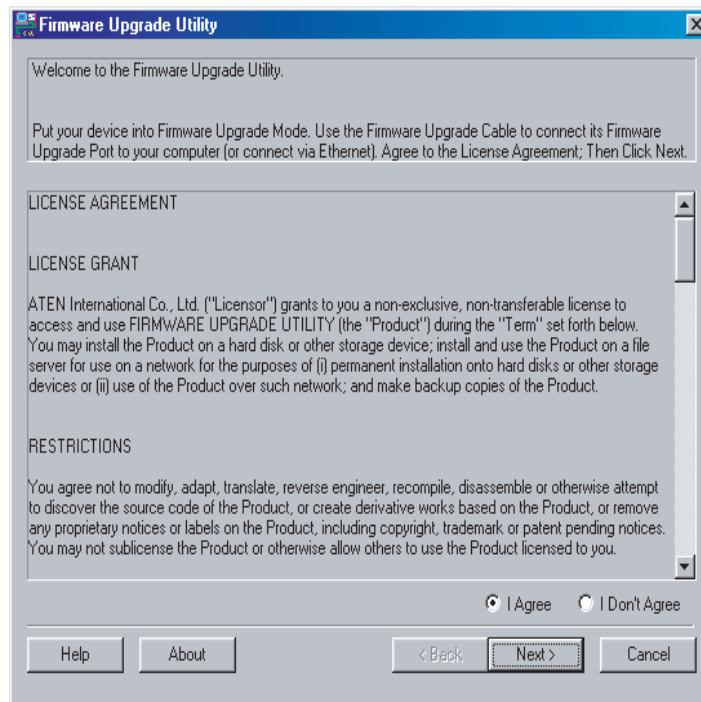 Firmware Upgrade Utility
Welcome to the Firmware Upgrade Utility.
Put your device into Firmware Upgrade Mode. Use the Firmware Upgrade Cable to connect its Firmware
Upgrade Port to your computer (or connect via Ethernet). Agree to the License Agreement; Then Click Next.
LICENSE AGREEMENT
LICENSE GRANT
ATEN International Co., Ltd. ("Licensor") grants to you a non-exclusive, non-transferable license to
access and use FIRMWARE UPGRADE UTILITY (the "Product") during the "Term" set forth below.
You may install the Product on a hard disk or other storage device; install and use the Product on a file
server for use on a network for the purposes of (i) permanent installation onto hard disks or other storage
devices or (ii) use of the Product over such network; and make backup copies of the Product.
RESTRICTIONS
You agree not to modify, adapt, translate, reverse engineer, recompile, disassemble or otherwise attempt
to discover the source code of the Product, or create derivative works based on the Product, or remove
any proprietary notices or labels on the Product, including copyright, trademark or patent pending notices.
You may not sublicense the Product or otherwise allow others to use the Product licensed to you.
I Agree I Don't Agree
Help About < Back Next > Cancel